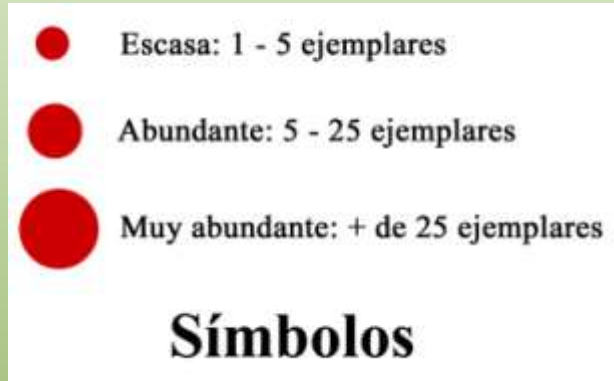 Escasa: 1 - 5 ejemplares
Abundante: 5 - 25 ejemplares
Muy abundante: + de 25 ejemplares
Símbolos